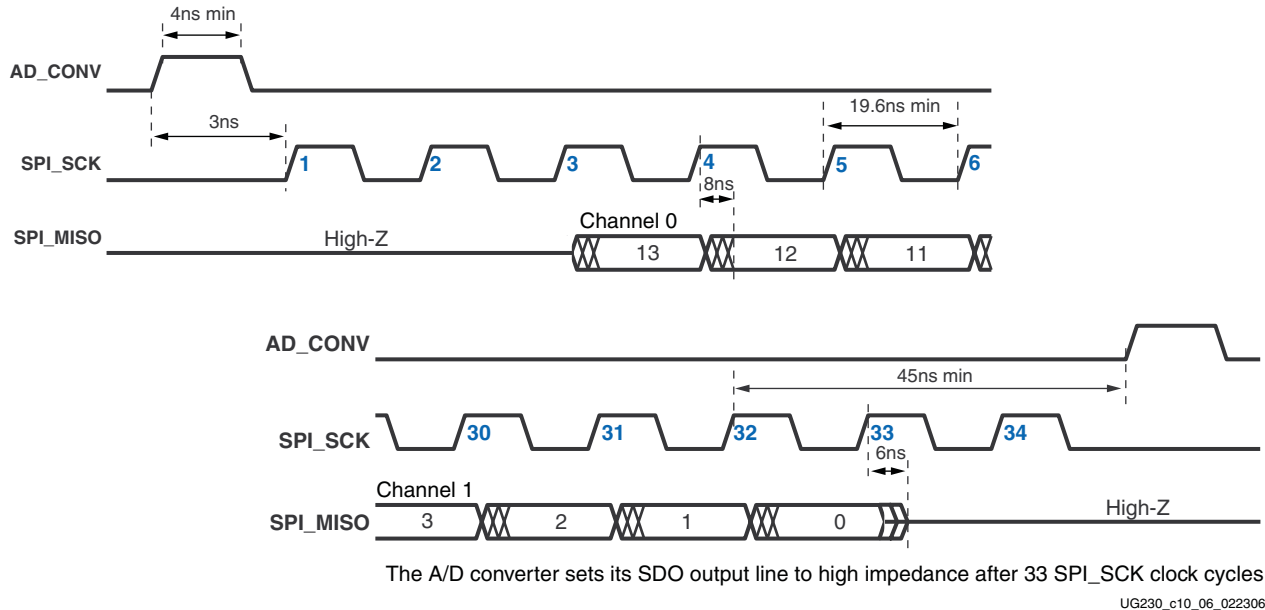 4ns min
AD_CONV
3ns
19.6ns min
SPI_SCK
1 2 3 4 5 6
8ns
Channel 0
SPI_MISO
High-Z
13 12 11
AD_CONV
45ns min
SPI_SCK
30 31 32 33 34
6ns
Channel 1
SPI_MISO
3 2 1 0
High-Z
The A/D converter sets its SDO output line to high impedance after 33 SPI_SCK clock cycles
UG230_c10_06_022306